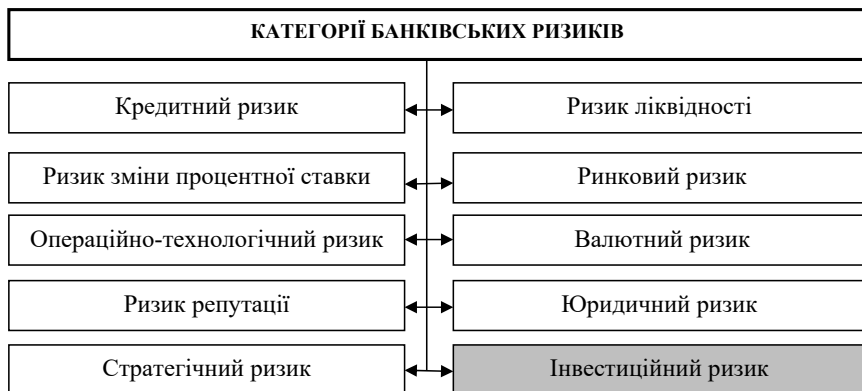 КАТЕГОРІЇ БАНКІВСЬКИХ РИЗИКІВ
Кредитний ризик
Ризик ліквідності
Ризик зміни процентної ставки
Ринковий ризик
Операційно-технологічний ризик
Валютний ризик
Ризик репутації
Юридичний ризик
Стратегічний ризик
Інвестиційний ризик